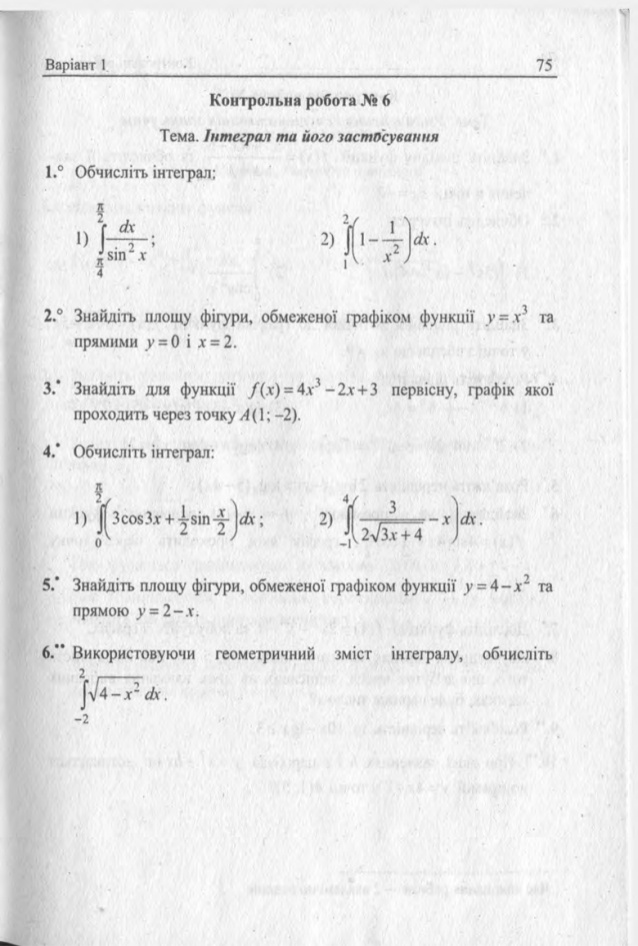 Варіант 1 75
Контрольна робота № 6
Тема. Інтеграл та його застосування
1.° Обчисліть інтеграл:
1) ∫_{π/4}^{π/2} dx/sin² x ; 2) ∫_1^2 (1 − 1/x²) dx .
2.° Знайдіть площу фігури, обмеженої графіком функції y = x³ та
прямими y = 0 і x = 2.
3.• Знайдіть для функції f(x) = 4x³ − 2x + 3 первісну, графік якої
проходить через точку A(1; −2).
4.• Обчисліть інтеграл:
1) ∫_0^{π/2} (3cos3x + 1/2 sin x/2) dx ; 2) ∫_{−1}^4 (3/(2√(3x + 4)) − x) dx .
5.• Знайдіть площу фігури, обмеженої графіком функції y = 4 − x² та
прямою y = 2 − x.
6.•• Використовуючи геометричний зміст інтегралу, обчисліть
∫_{−2}^2 √(4 − x²) dx .